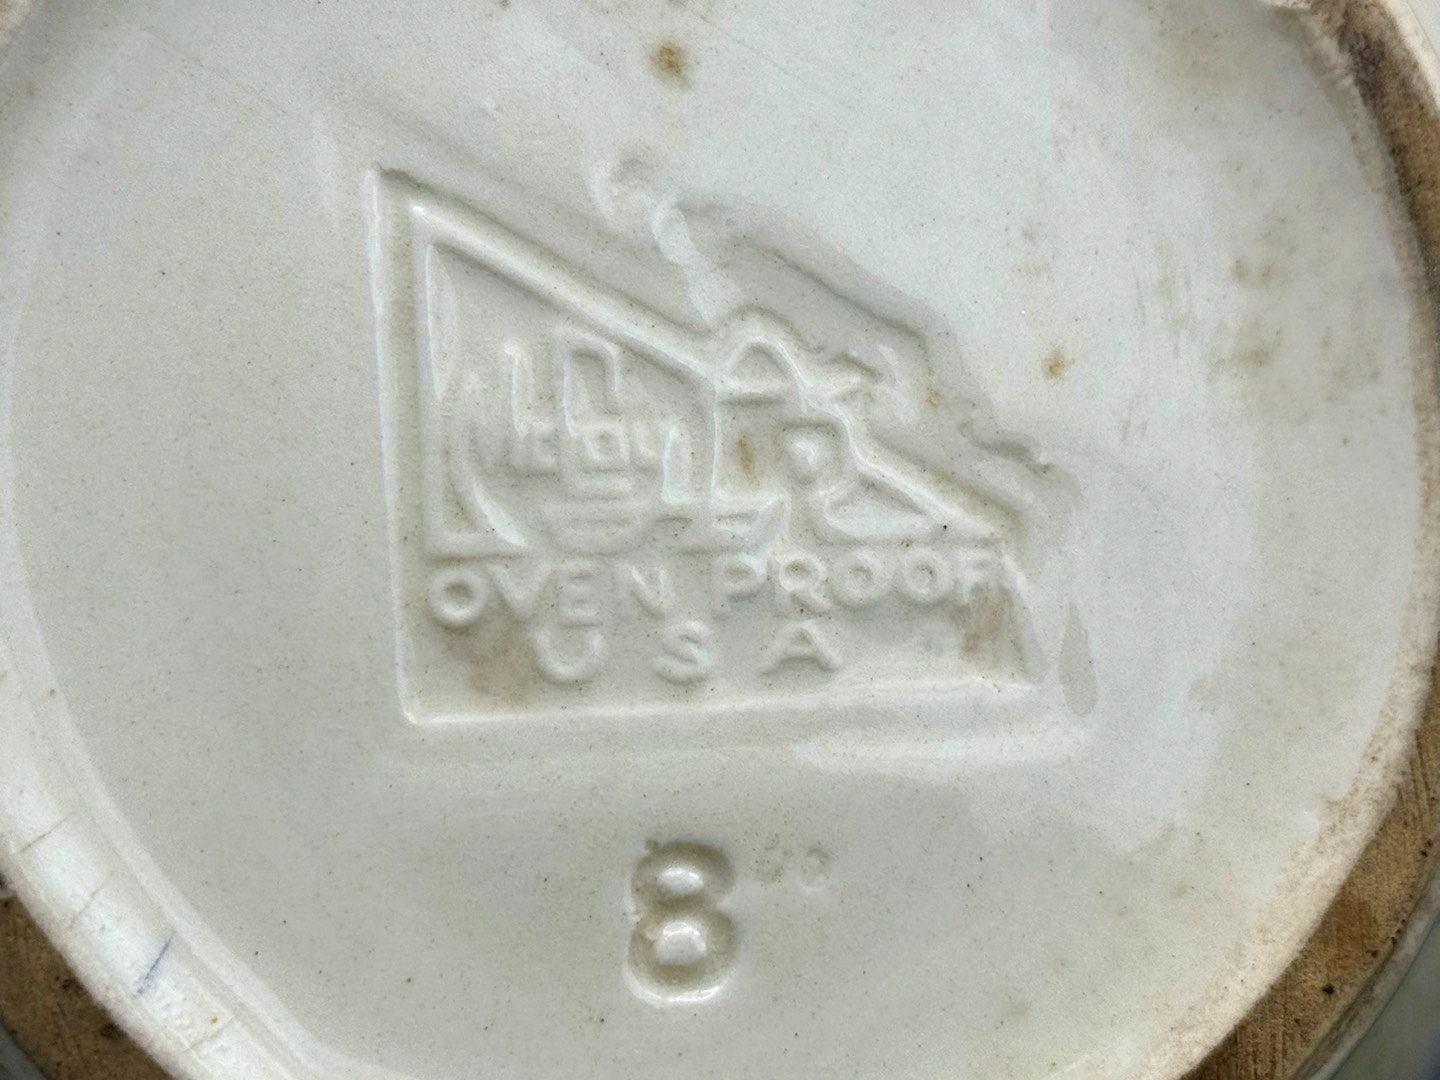 McCoy
OVEN PROOF
USA
8